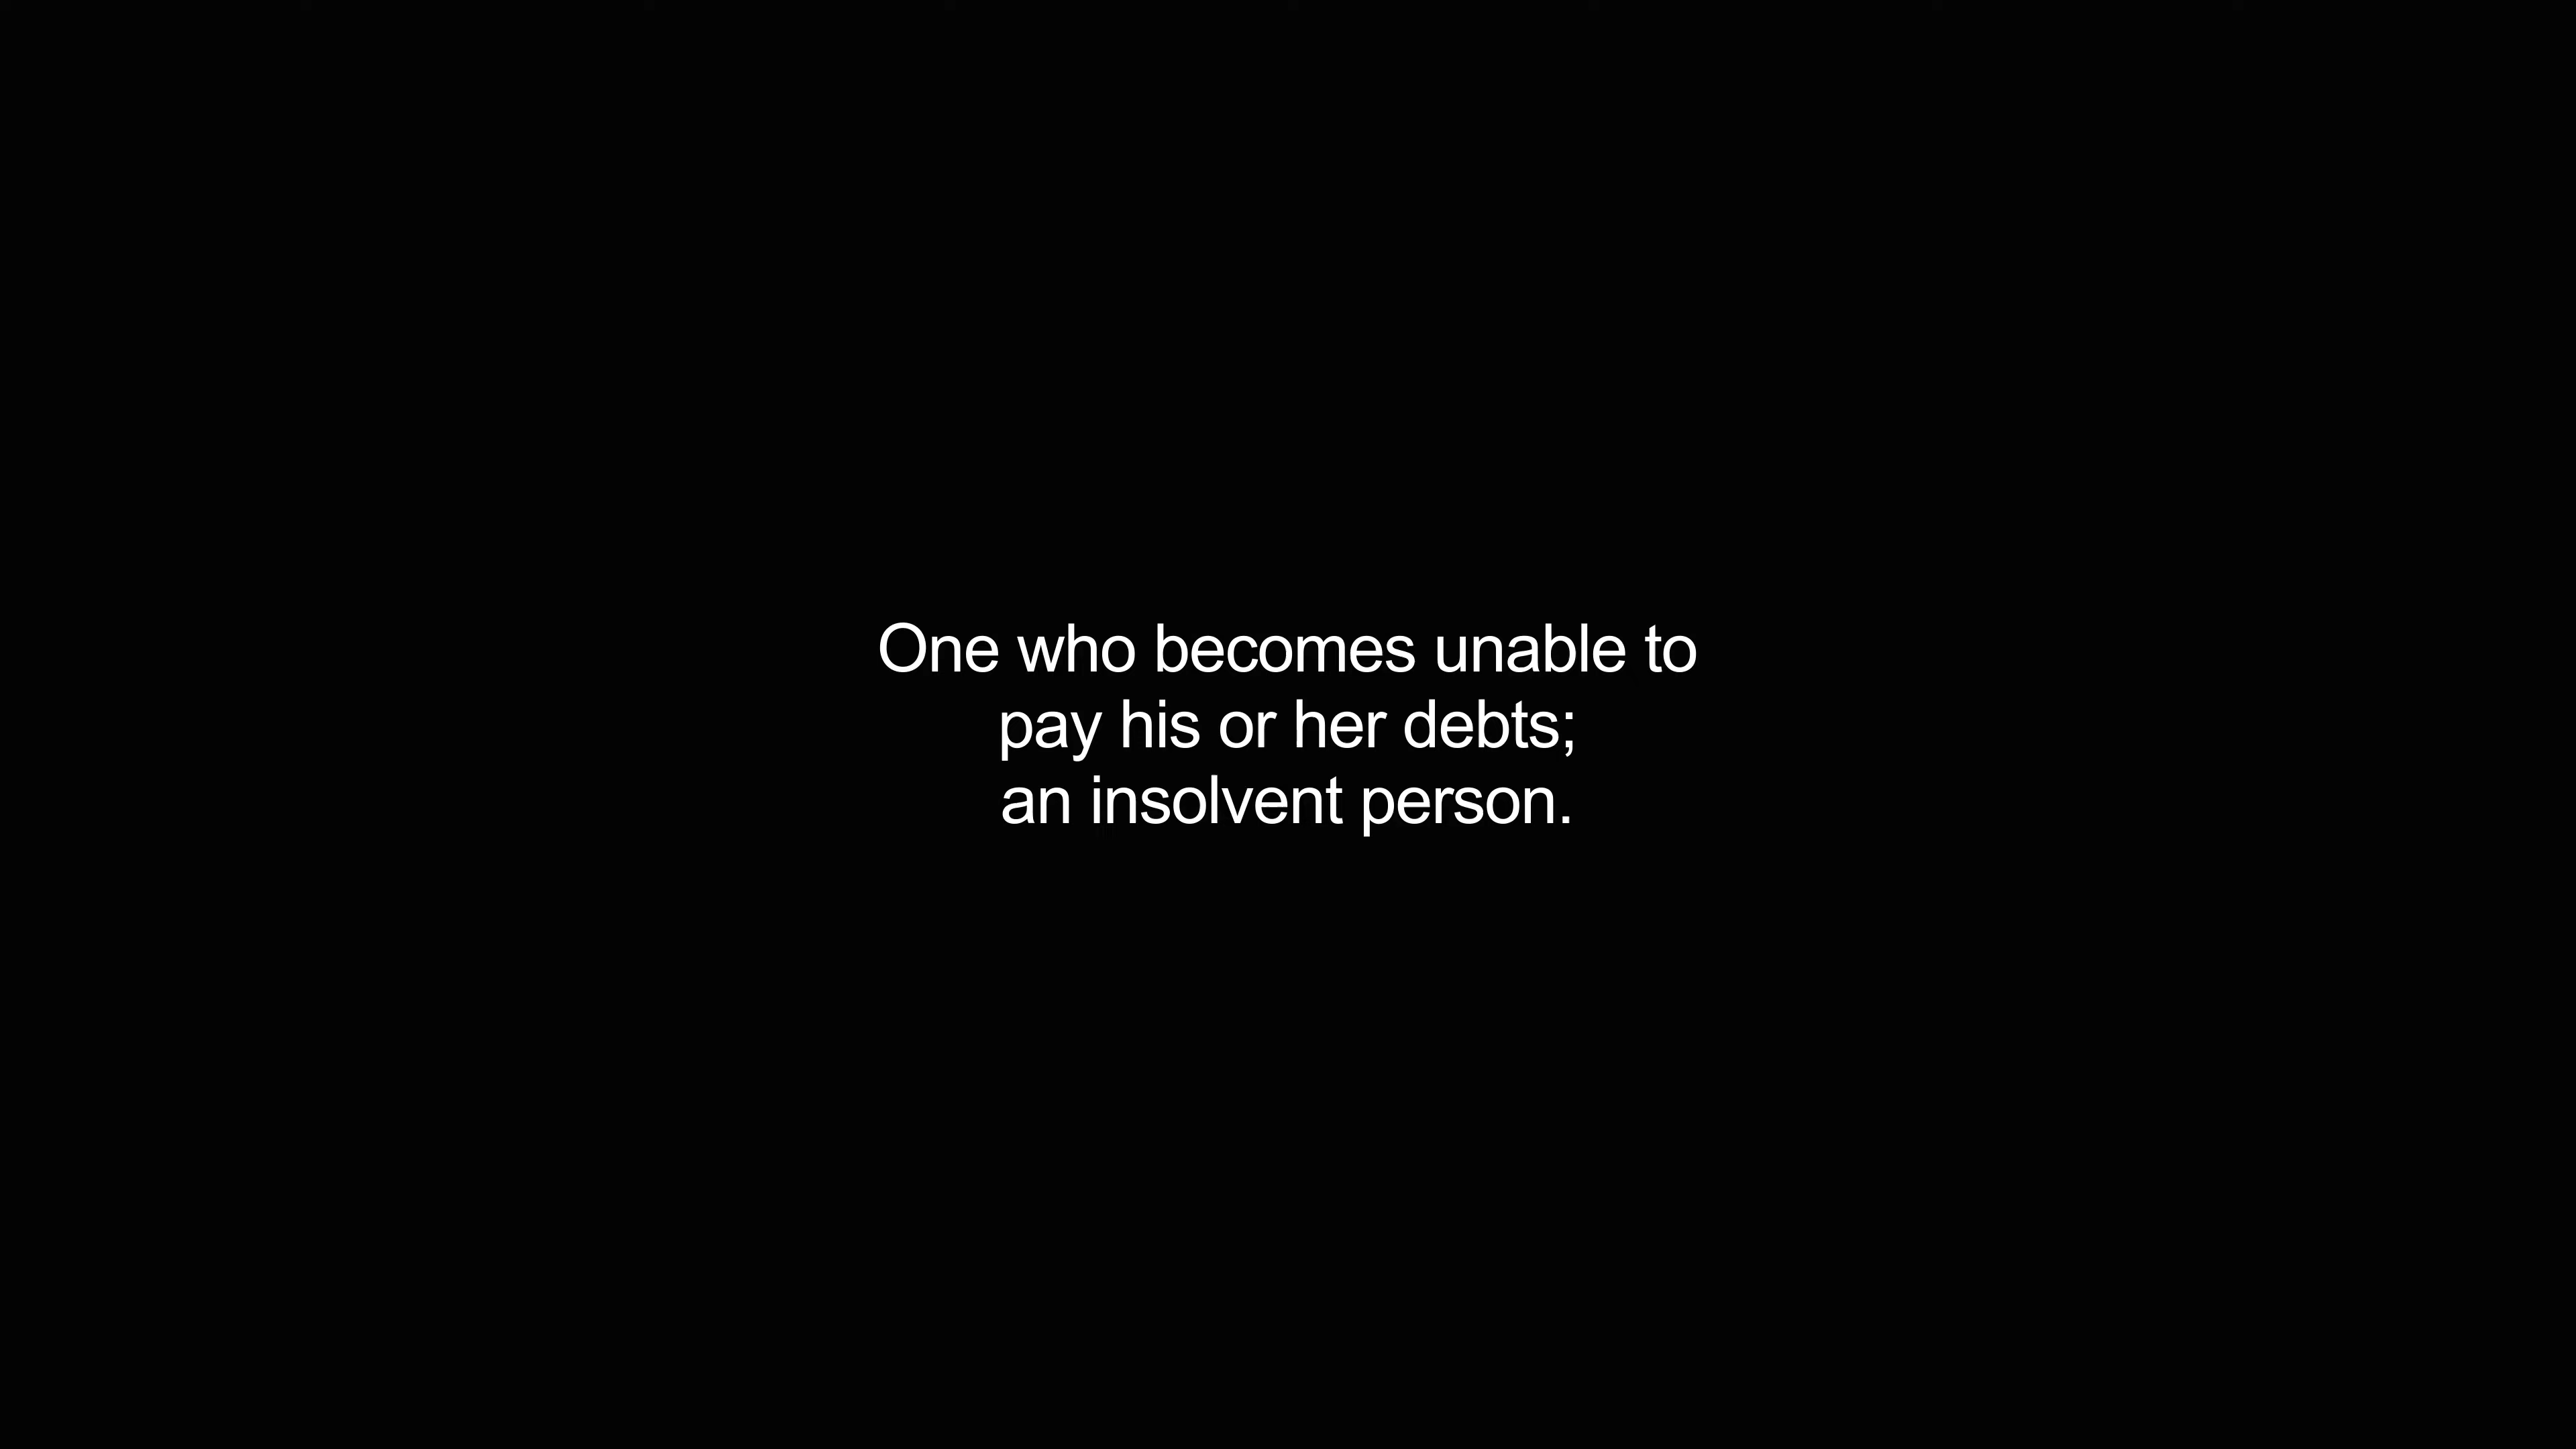 One who becomes unable to
pay his or her debts;
an insolvent person.